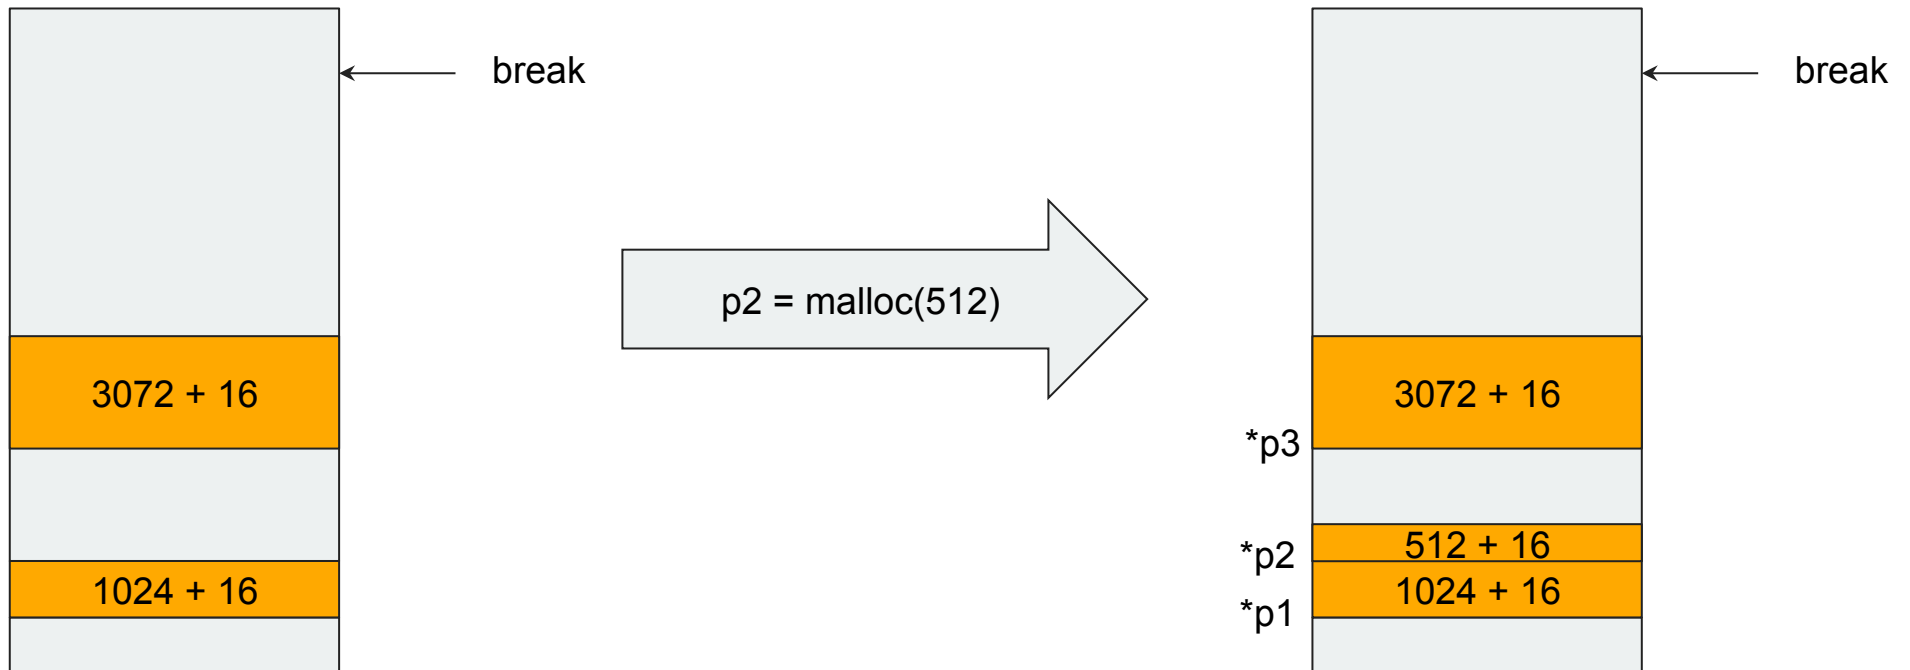 break
3072 + 16
1024 + 16
p2 = malloc(512)
break
3072 + 16
*p3
512 + 16
*p2
1024 + 16
*p1